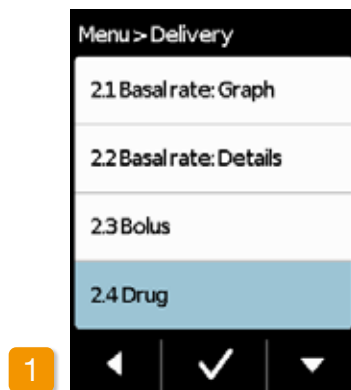 Menu > Delivery
2.1 Basal rate: Graph
2.2 Basal rate: Details
2.3 Bolus
2.4 Drug
1